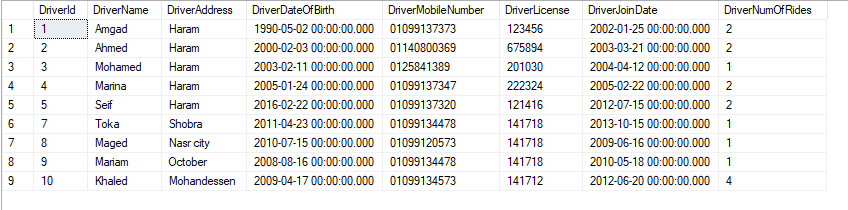 DriverId DriverName DriverAddress DriverDateOfBirth DriverMobileNumber DriverLicense DriverJoinDate DriverNumOfRides
1 1 Amgad Haram 1990-05-02 00:00:00.000 01099137373 123456 2002-01-25 00:00:00.000 2
2 2 Ahmed Haram 2000-02-03 00:00:00.000 01140800369 675894 2003-03-21 00:00:00.000 2
3 3 Mohamed Haram 2003-02-11 00:00:00.000 0125841389 201030 2004-04-12 00:00:00.000 1
4 4 Marina Haram 2005-01-24 00:00:00.000 01099137347 222324 2005-02-22 00:00:00.000 2
5 5 Seif Haram 2016-02-22 00:00:00.000 01099137320 121416 2012-07-15 00:00:00.000 2
6 7 Toka Shobra 2011-04-23 00:00:00.000 01099134478 141718 2013-10-15 00:00:00.000 1
7 8 Maged Nasr city 2010-07-15 00:00:00.000 01099120573 141718 2009-06-16 00:00:00.000 1
8 9 Mariam October 2008-08-16 00:00:00.000 01099134478 141718 2010-05-18 00:00:00.000 1
9 10 Khaled Mohandessen 2009-04-17 00:00:00.000 01099134573 141712 2012-06-20 00:00:00.000 4